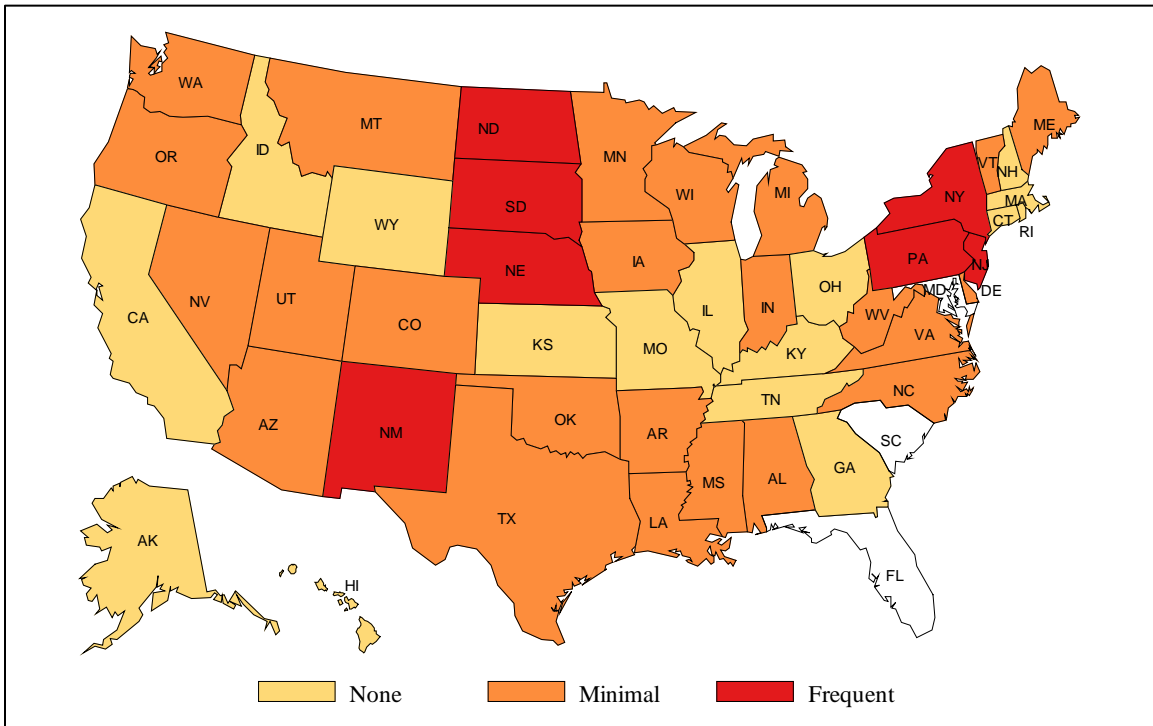 WA
MT
ND
MN
ME
OR
ID
SD
WI
MI
VT
NH
NY
MA
CT
RI
WY
IA
NE
PA
NJ
NV
UT
CO
IL
IN
OH
MD
DE
CA
KS
MO
WV
VA
KY
AZ
NM
OK
TN
NC
AR
SC
MS
AL
GA
TX
LA
AK
HI
FL
None
Minimal
Frequent